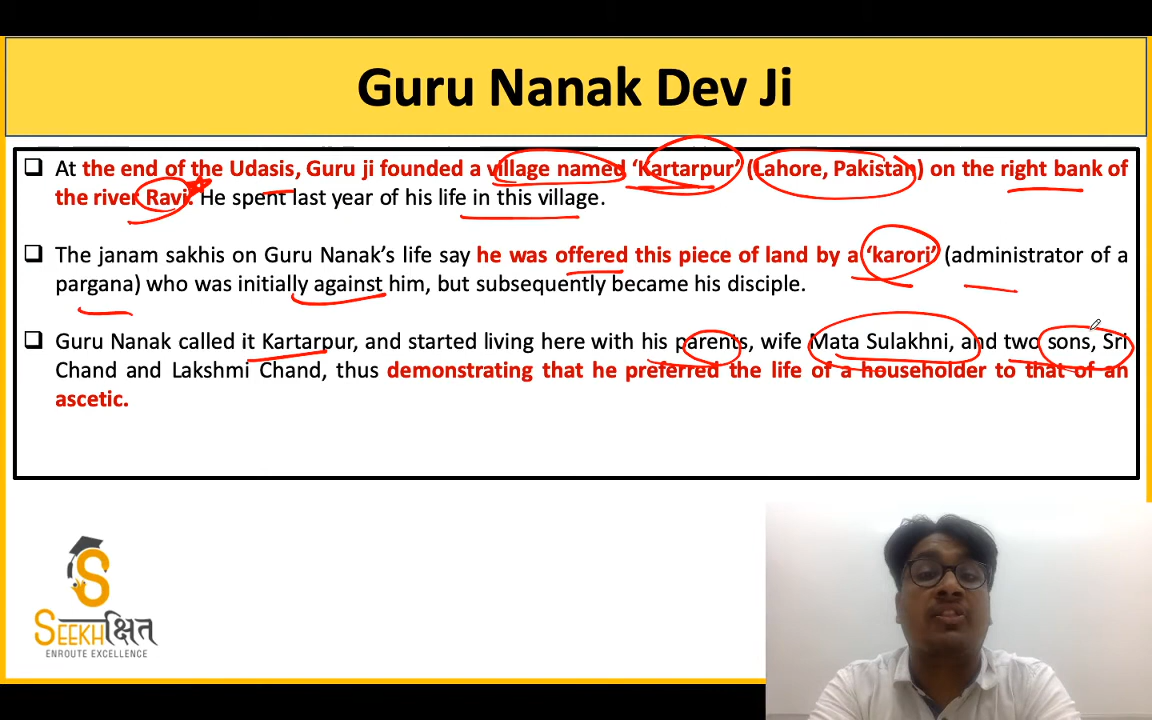 Guru Nanak Dev Ji
❑ At the end of the Udasis, Guru ji founded a village named ‘Kartarpur’ (Lahore, Pakistan) on the right bank of
the river Ravi. He spent last year of his life in this village.
❑ The janam sakhis on Guru Nanak’s life say he was offered this piece of land by a ‘karori’ (administrator of a
pargana) who was initially against him, but subsequently became his disciple.
❑ Guru Nanak called it Kartarpur, and started living here with his parents, wife Mata Sulakhni, and two sons, Sri
Chand and Lakshmi Chand, thus demonstrating that he preferred the life of a householder to that of an
ascetic.
S
SEEKHक्षित
ENROUTE EXCELLENCE